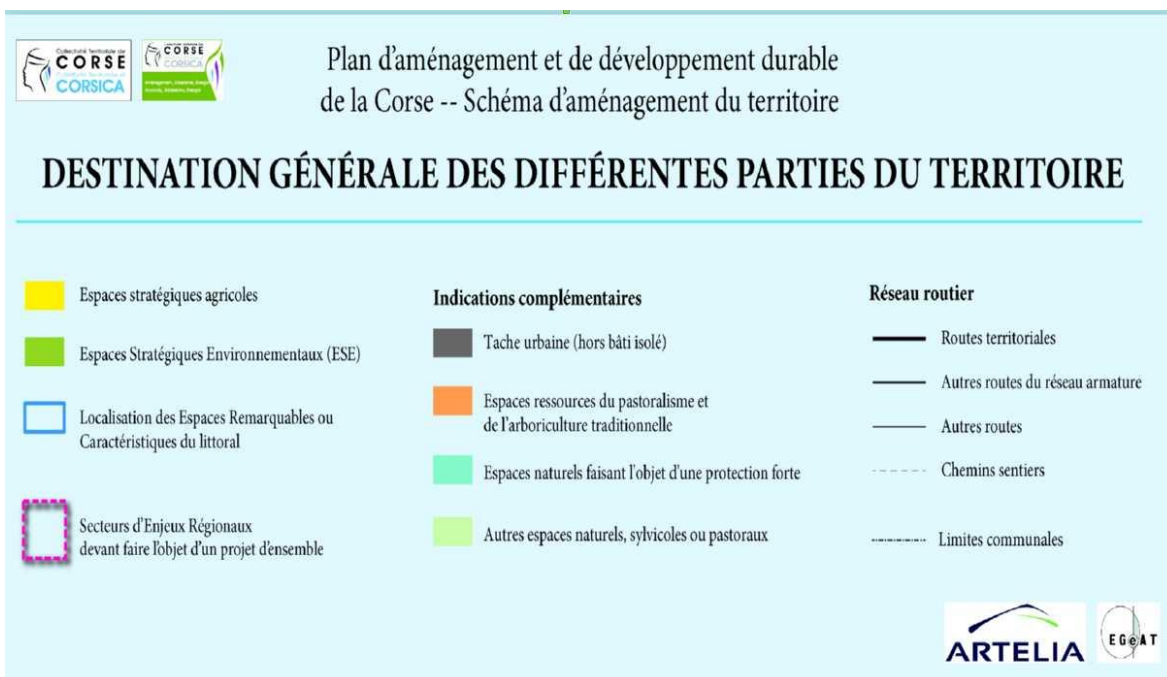 Collectivité Territoriale de
CORSE
CORSICA
CORSE
CORSICA
Plan d'aménagement et de développement durable
de la Corse -- Schéma d'aménagement du territoire
DESTINATION GÉNÉRALE DES DIFFÉRENTES PARTIES DU TERRITOIRE
Espaces stratégiques agricoles
Espaces Stratégiques Environnementaux (ESE)
Localisation des Espaces Remarquables ou
Caractéristiques du littoral
Secteurs d'Enjeux Régionaux
devant faire l'objet d'un projet d'ensemble
Indications complémentaires
Tache urbaine (hors bâti isolé)
Espaces ressources du pastoralisme et
de l'arboriculture traditionnelle
Espaces naturels faisant l'objet d'une protection forte
Autres espaces naturels, sylvicoles ou pastoraux
Réseau routier
Routes territoriales
Autres routes du réseau armature
Autres routes
Chemins sentiers
Limites communales
ARTELIA
EGeAT